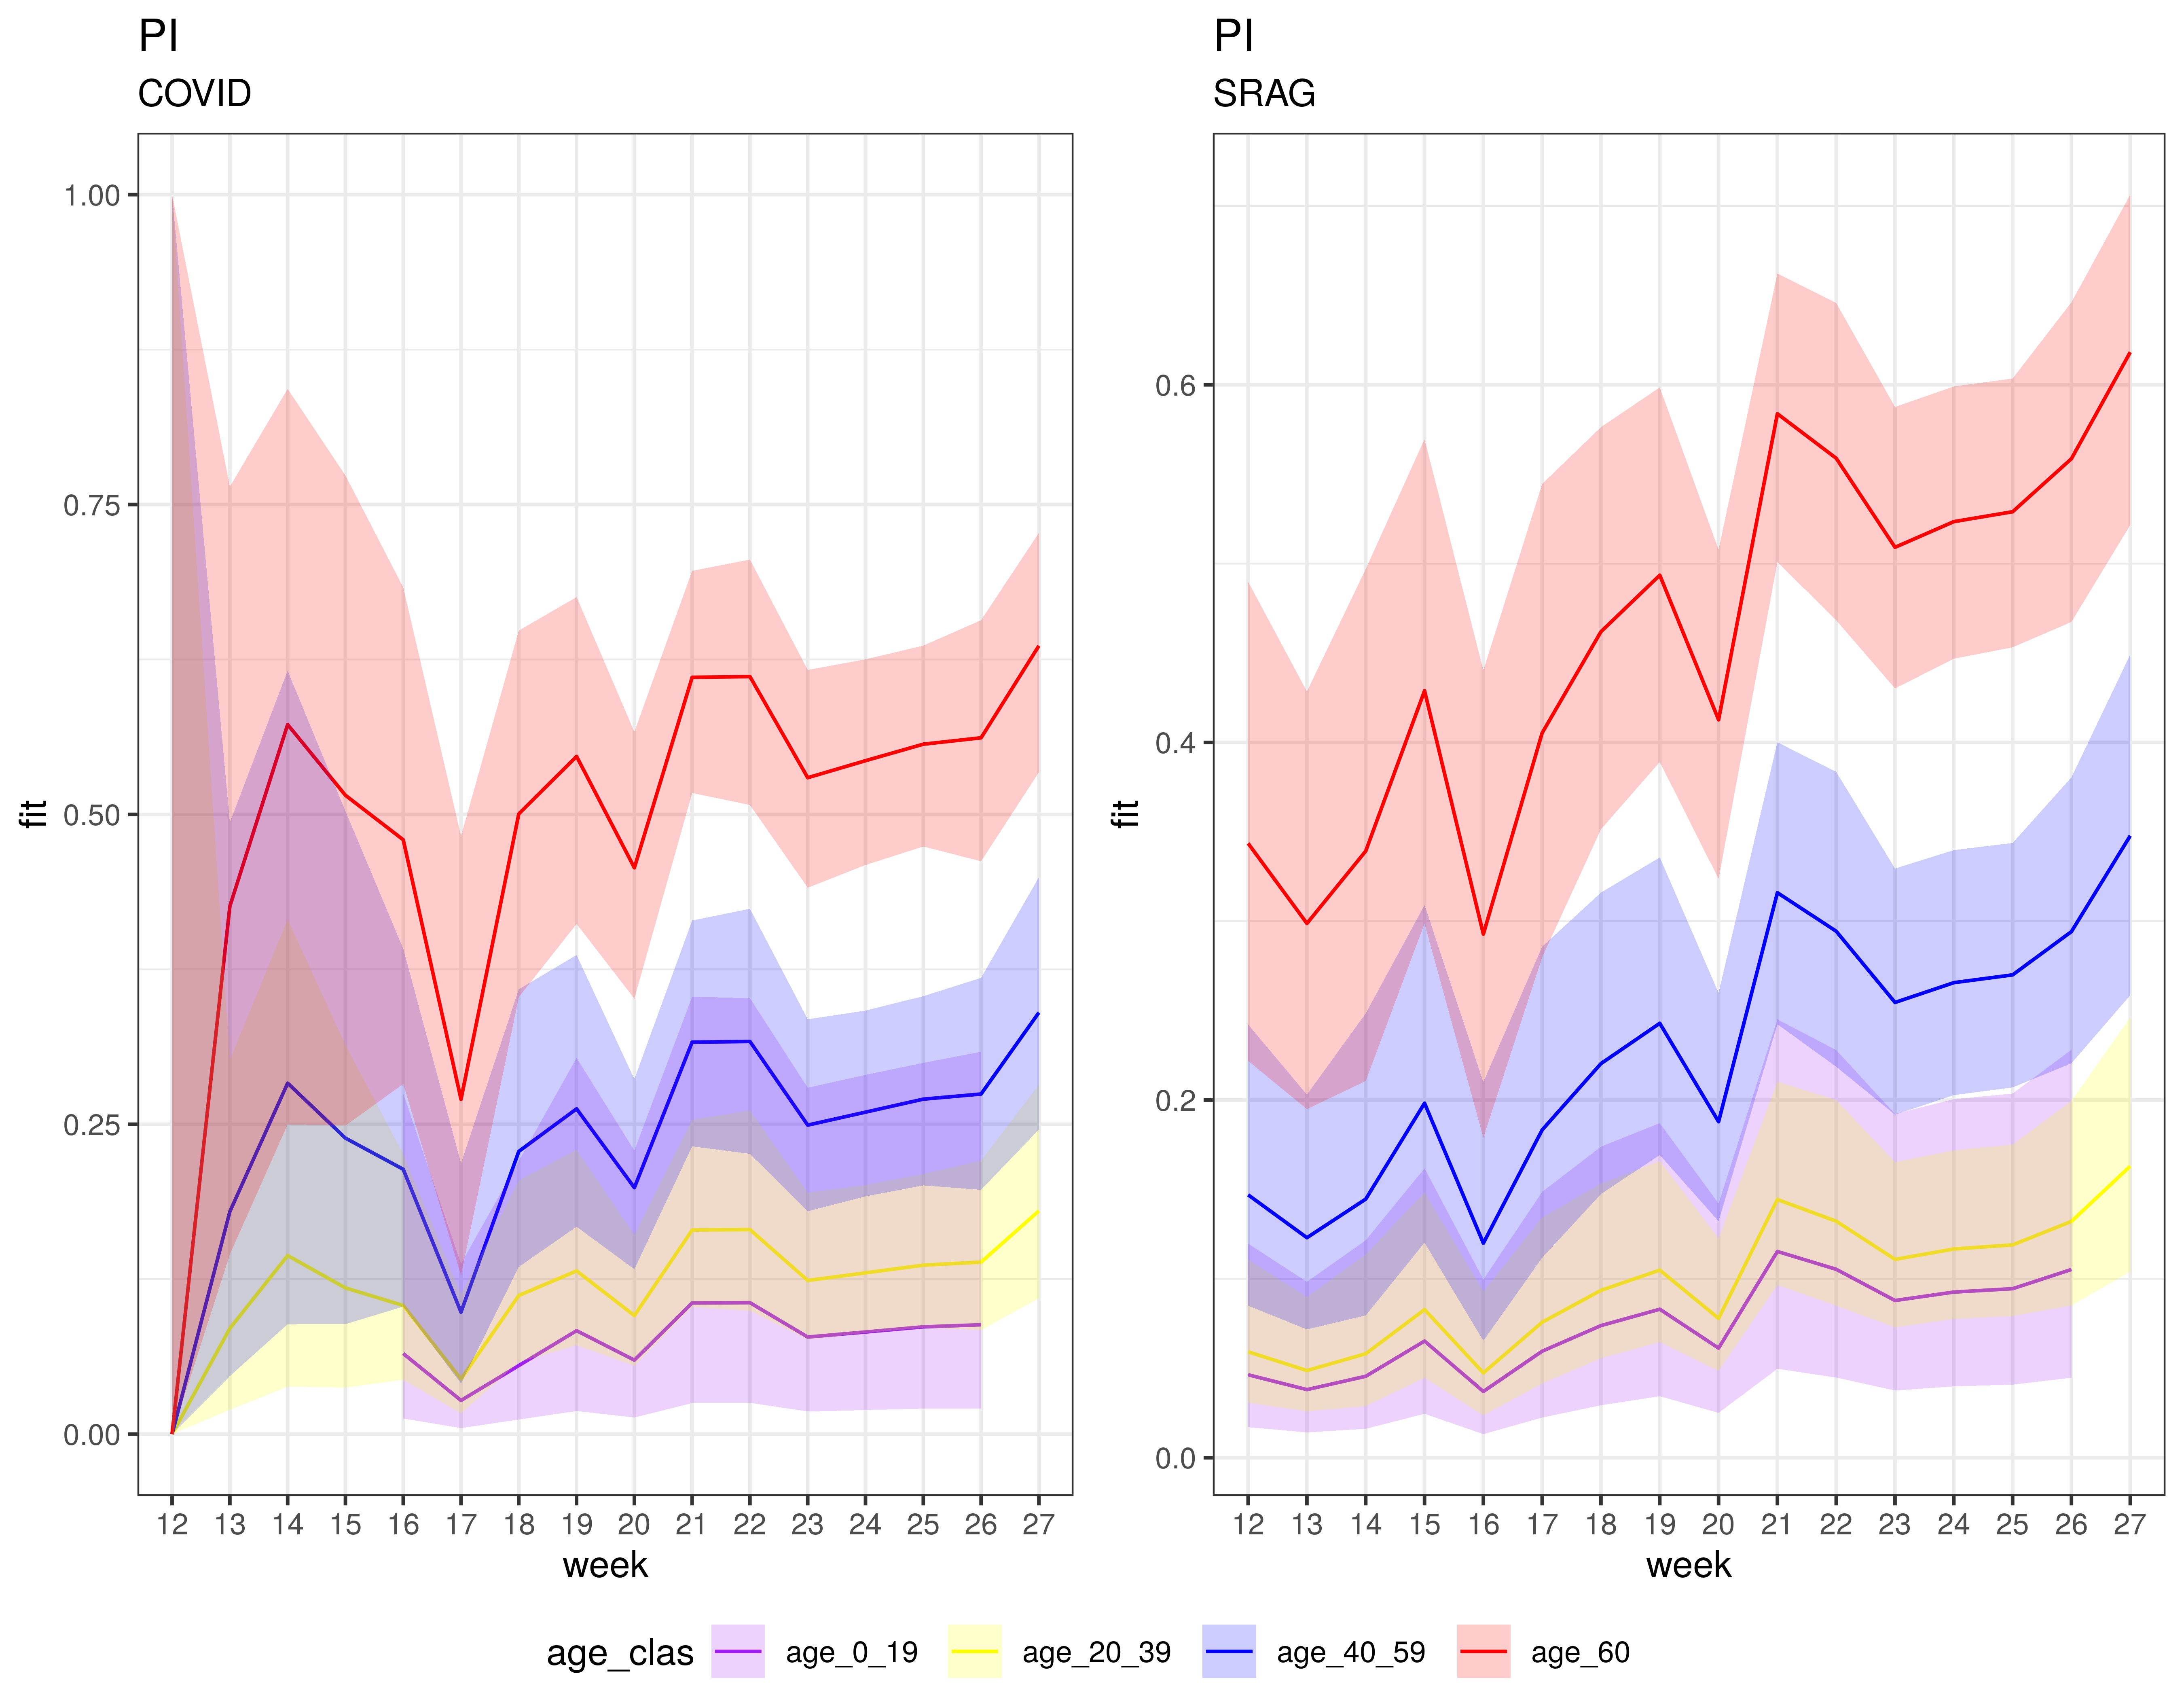 PI
COVID
fit
1.00
0.75
0.50
0.25
0.00
12 13 14 15 16 17 18 19 20 21 22 23 24 25 26 27
week
PI
SRAG
fit
0.6
0.4
0.2
0.0
12 13 14 15 16 17 18 19 20 21 22 23 24 25 26 27
week
age_clas age_0_19 age_20_39 age_40_59 age_60